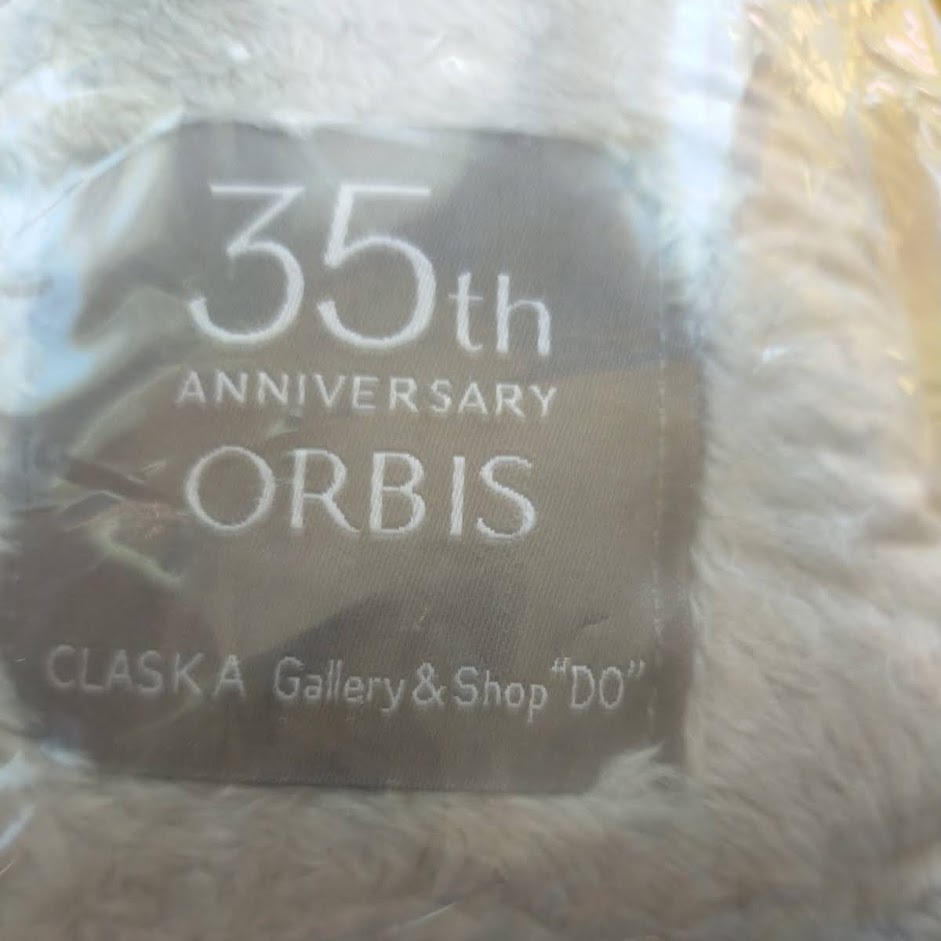 35th
ANNIVERSARY
ORBIS
CLASKA Gallery & Shop "DO"